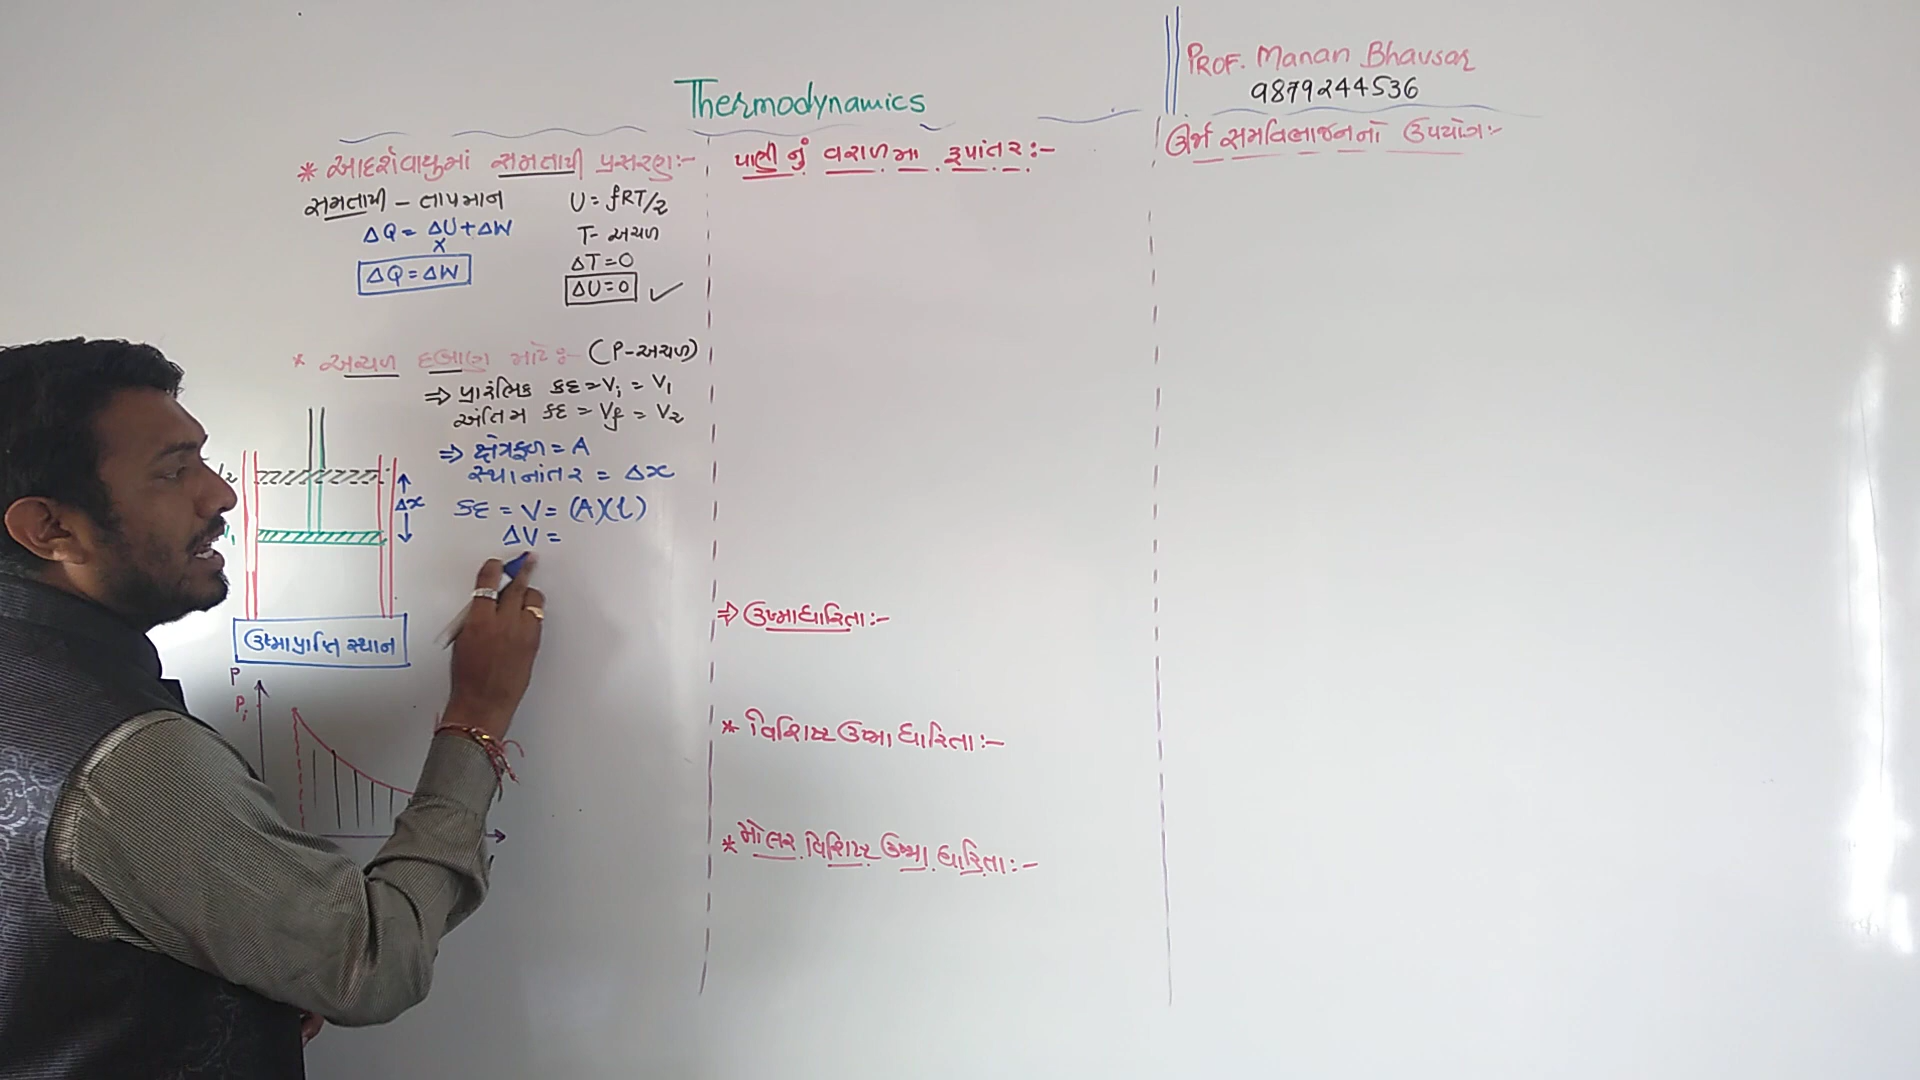 Thermodynamics
PROF. Manan Bhavsar
9879244536
* આદર્શવાયુમાં સમતાપી પ્રસરણ:-
સમતાપી - તાપમાન
ΔQ = ΔU + ΔW
x
ΔQ = ΔW
U = fRT/2
T- અચળ
ΔT = 0
ΔU = 0 ✓
* અચળ દબાણ માટે:- (P-અચળ)
⇒ પ્રારંભિક કદ = Vi = V1
અંતિમ કદ = Vf = V2
⇒ ક્ષેત્રફળ = A
સ્થાનાંતર = Δx
કદ = V = (A)(l)
ΔV =
Δx
ઉષ્માપ્રાપ્તિ સ્થાન
P
Pi
પાણીનું વરાળમાં રૂપાંતર:-
⇒ ઉષ્માધારિતા:-
* વિશિષ્ટ ઉષ્માધારિતા:-
* મોલર વિશિષ્ટ ઉષ્મા ધારિતા:-
ઊર્જા સમવિભાજનનો ઉપયોગ:-